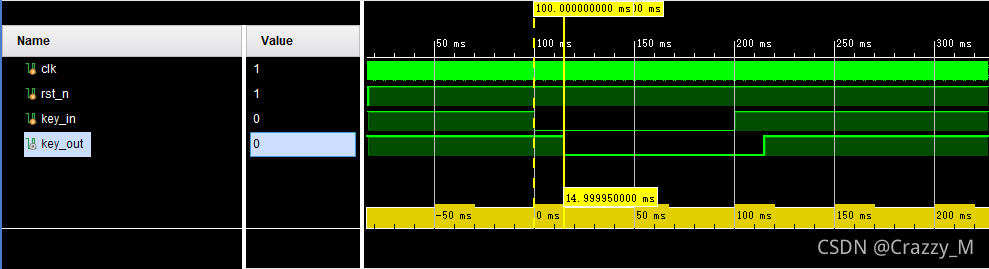 100.000000000 ms
Name Value
50 ms 100 ms 150 ms 200 ms 250 ms 300 ms
clk 1
rst_n 1
key_in 0
key_out 0
14.999950000 ms
-50 ms 0 ms 50 ms 100 ms 150 ms 200 ms
CSDN @Crazzy_M